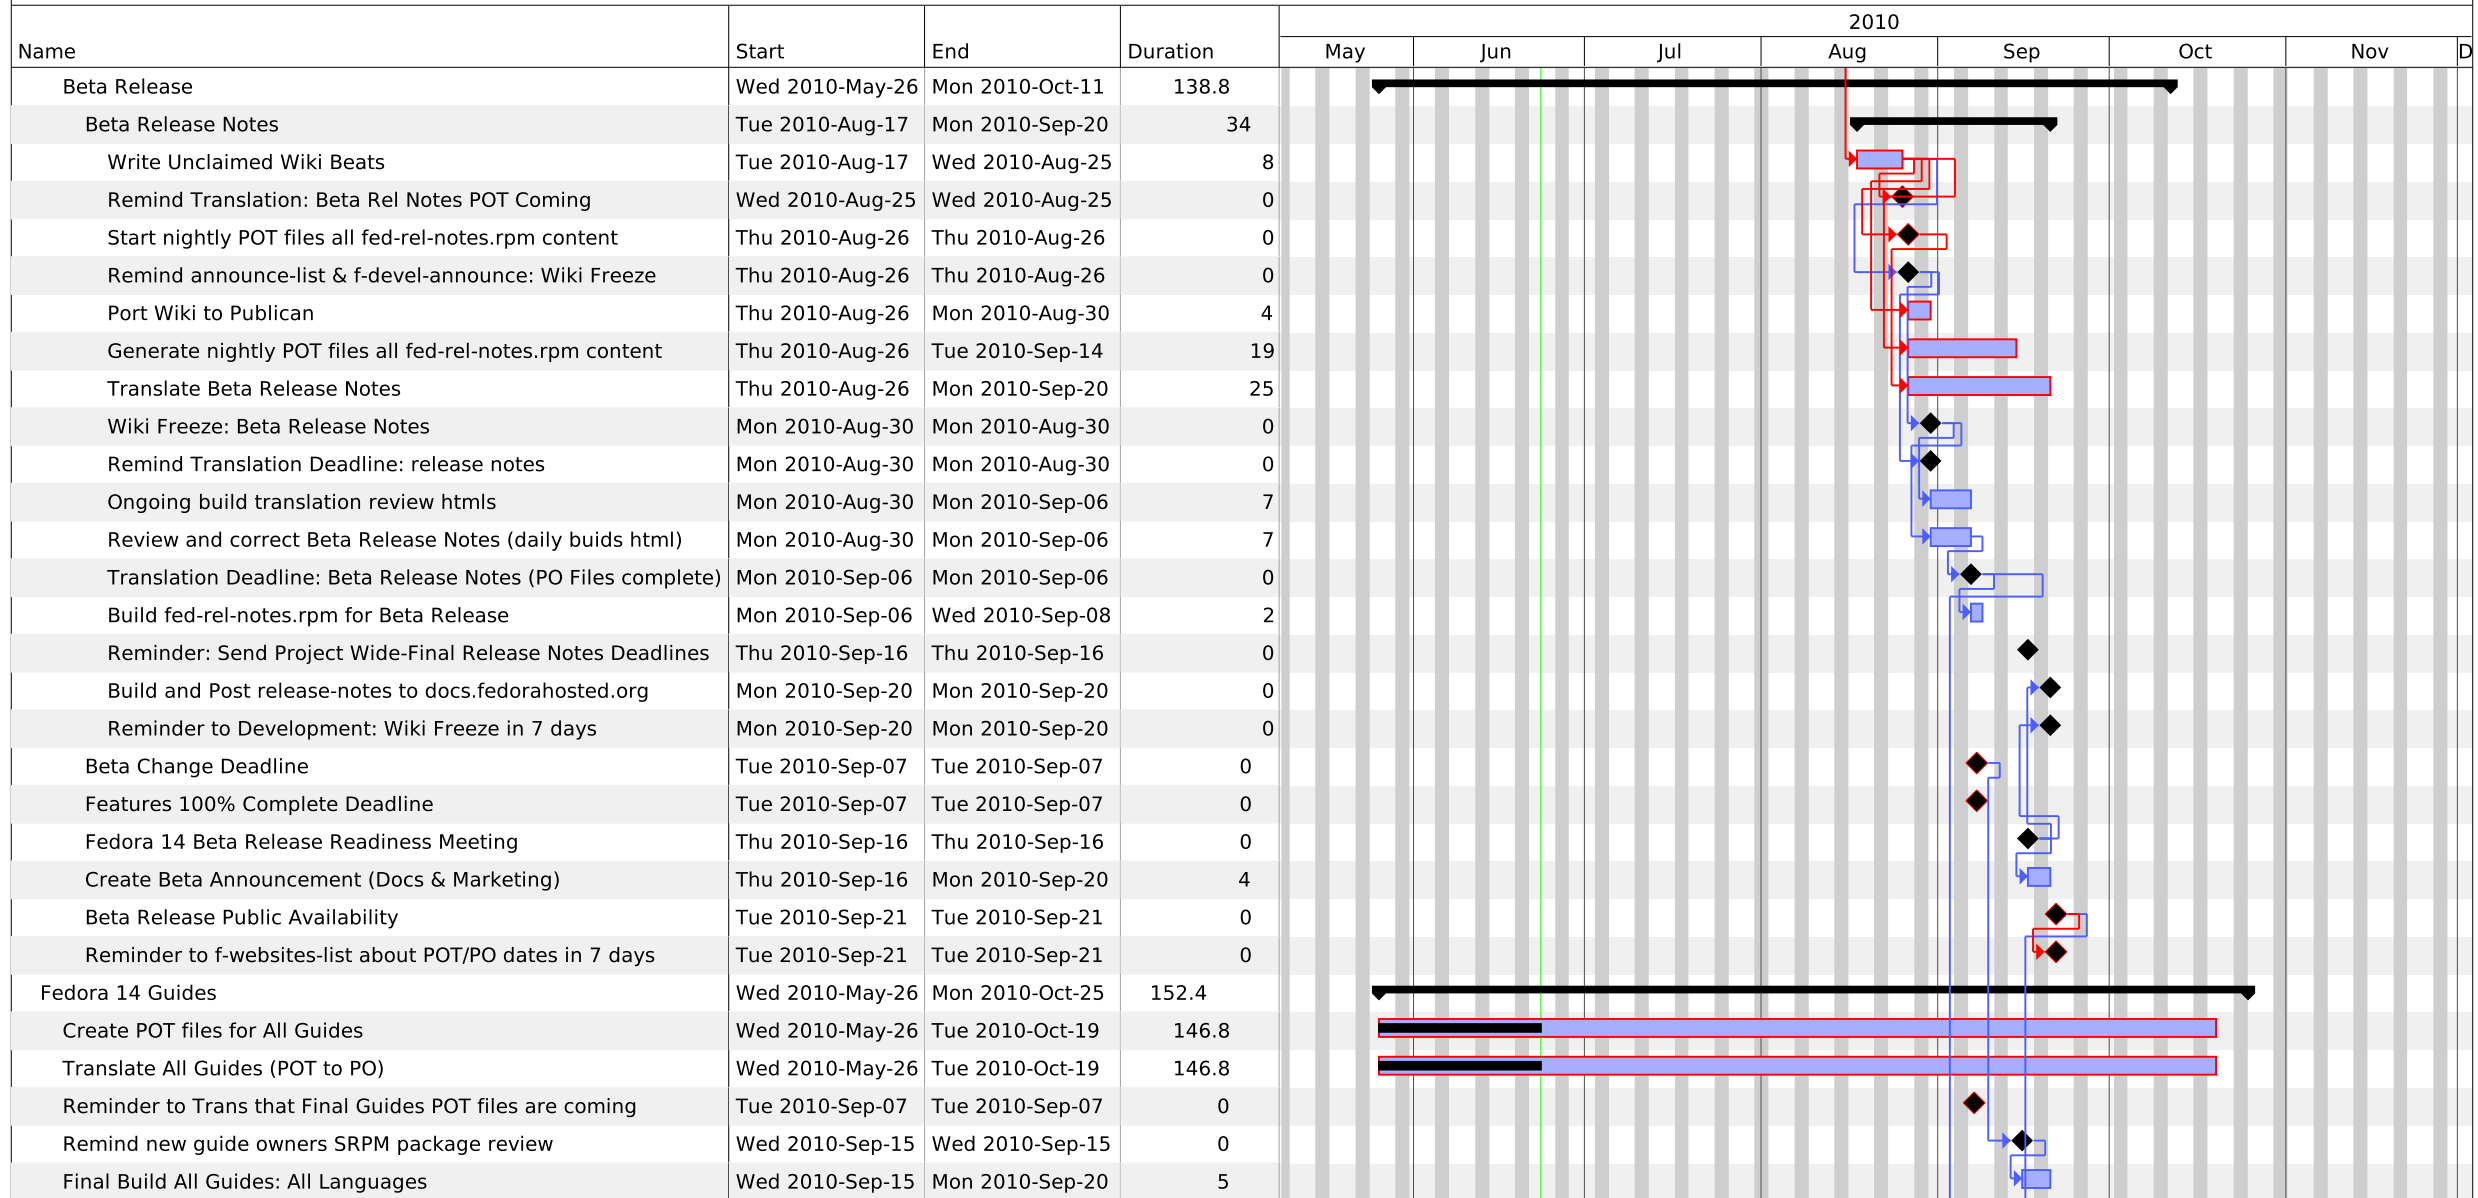 2010
Name Start End Duration May Jun Jul Aug Sep Oct Nov D
Beta Release Wed 2010-May-26 Mon 2010-Oct-11 138.8
Beta Release Notes Tue 2010-Aug-17 Mon 2010-Sep-20 34
Write Unclaimed Wiki Beats Tue 2010-Aug-17 Wed 2010-Aug-25 8
Remind Translation: Beta Rel Notes POT Coming Wed 2010-Aug-25 Wed 2010-Aug-25 0
Start nightly POT files all fed-rel-notes.rpm content Thu 2010-Aug-26 Thu 2010-Aug-26 0
Remind announce-list & f-devel-announce: Wiki Freeze Thu 2010-Aug-26 Thu 2010-Aug-26 0
Port Wiki to Publican Thu 2010-Aug-26 Mon 2010-Aug-30 4
Generate nightly POT files all fed-rel-notes.rpm content Thu 2010-Aug-26 Tue 2010-Sep-14 19
Translate Beta Release Notes Thu 2010-Aug-26 Mon 2010-Sep-20 25
Wiki Freeze: Beta Release Notes Mon 2010-Aug-30 Mon 2010-Aug-30 0
Remind Translation Deadline: release notes Mon 2010-Aug-30 Mon 2010-Aug-30 0
Ongoing build translation review htmls Mon 2010-Aug-30 Mon 2010-Sep-06 7
Review and correct Beta Release Notes (daily buids html) Mon 2010-Aug-30 Mon 2010-Sep-06 7
Translation Deadline: Beta Release Notes (PO Files complete) Mon 2010-Sep-06 Mon 2010-Sep-06 0
Build fed-rel-notes.rpm for Beta Release Mon 2010-Sep-06 Wed 2010-Sep-08 2
Reminder: Send Project Wide-Final Release Notes Deadlines Thu 2010-Sep-16 Thu 2010-Sep-16 0
Build and Post release-notes to docs.fedorahosted.org Mon 2010-Sep-20 Mon 2010-Sep-20 0
Reminder to Development: Wiki Freeze in 7 days Mon 2010-Sep-20 Mon 2010-Sep-20 0
Beta Change Deadline Tue 2010-Sep-07 Tue 2010-Sep-07 0
Features 100% Complete Deadline Tue 2010-Sep-07 Tue 2010-Sep-07 0
Fedora 14 Beta Release Readiness Meeting Thu 2010-Sep-16 Thu 2010-Sep-16 0
Create Beta Announcement (Docs & Marketing) Thu 2010-Sep-16 Mon 2010-Sep-20 4
Beta Release Public Availability Tue 2010-Sep-21 Tue 2010-Sep-21 0
Reminder to f-websites-list about POT/PO dates in 7 days Tue 2010-Sep-21 Tue 2010-Sep-21 0
Fedora 14 Guides Wed 2010-May-26 Mon 2010-Oct-25 152.4
Create POT files for All Guides Wed 2010-May-26 Tue 2010-Oct-19 146.8
Translate All Guides (POT to PO) Wed 2010-May-26 Tue 2010-Oct-19 146.8
Reminder to Trans that Final Guides POT files are coming Tue 2010-Sep-07 Tue 2010-Sep-07 0
Remind new guide owners SRPM package review Wed 2010-Sep-15 Wed 2010-Sep-15 0
Final Build All Guides: All Languages Wed 2010-Sep-15 Mon 2010-Sep-20 5